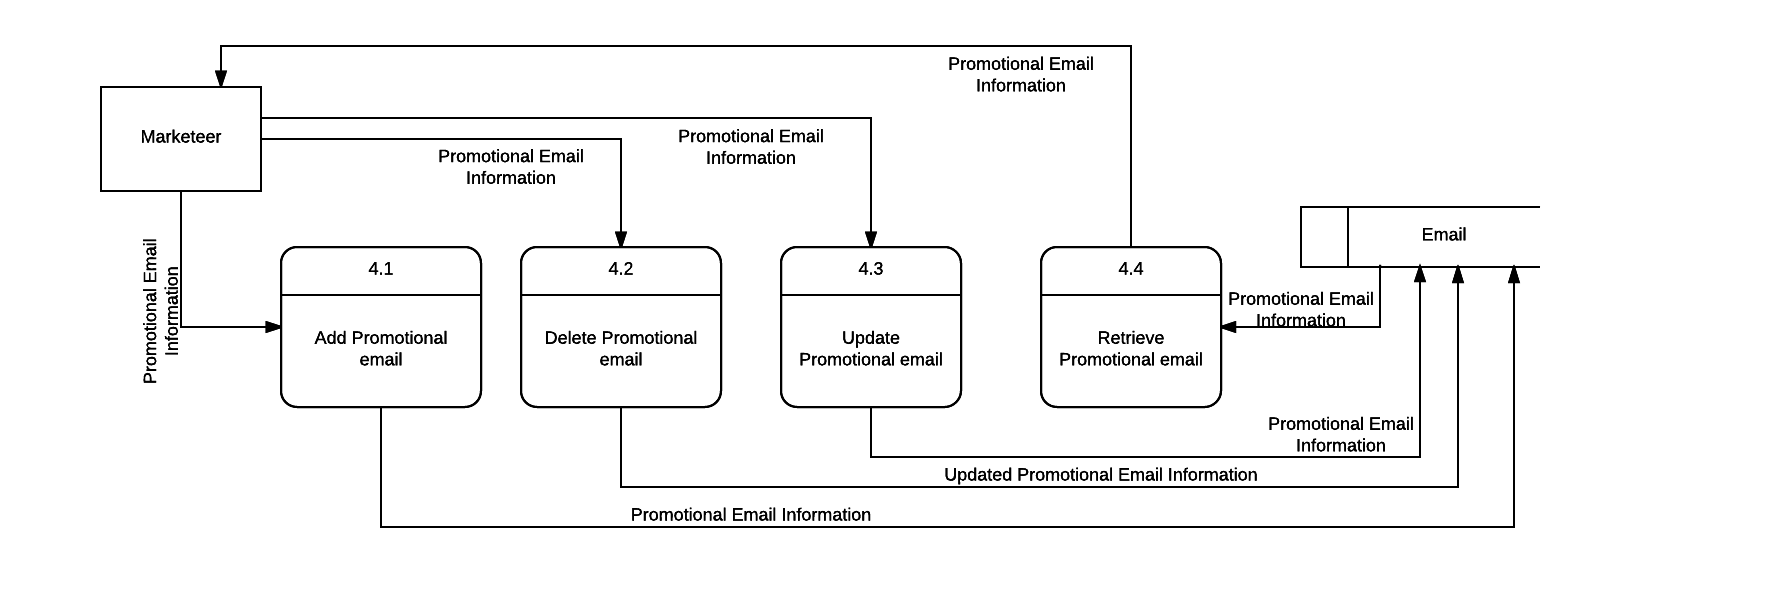 Promotional Email
Information
Marketeer
Promotional Email
Information
Promotional Email
Information
Promotional Email
Information
Email
4.1
Add Promotional
email
4.2
Delete Promotional
email
4.3
Update
Promotional email
4.4
Retrieve
Promotional email
Promotional Email
Information
Promotional Email
Information
Updated Promotional Email Information
Promotional Email Information